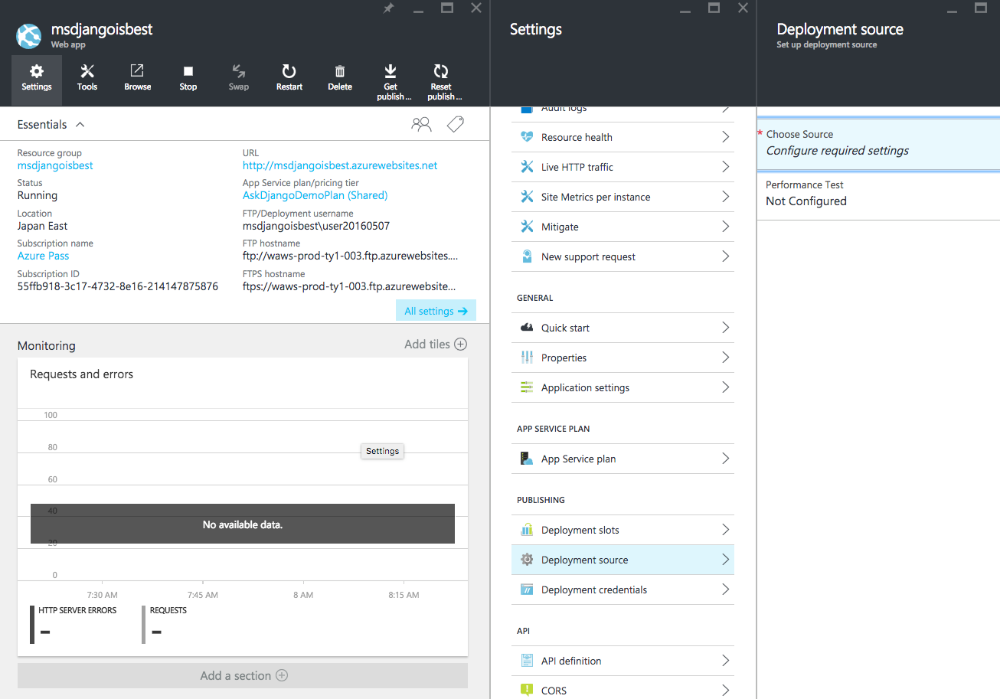 msdjangoisbest
Web app
Settings
Tools
Browse
Stop
Swap
Restart
Delete
Get
publish ...
Reset
publish ...
Essentials
Resource group
msdjangoisbest
Status
Running
Location
Japan East
Subscription name
Azure Pass
Subscription ID
55ffb918-3c17-4732-8e16-214147875876
URL
http://msdjangoisbest.azurewebsites.net
App Service plan/pricing tier
AskDjangoDemoPlan (Shared)
FTP/Deployment username
msdjangoisbest\user20160507
FTP hostname
ftp://waws-prod-ty1-003.ftp.azurewebsites....
FTPS hostname
ftps://waws-prod-ty1-003.ftp.azurewebsite...
All settings
Monitoring
Add tiles
Requests and errors
100
80
60
40
20
0
Settings
No available data.
7:30 AM
7:45 AM
8 AM
8:15 AM
HTTP SERVER ERRORS
--
REQUESTS
--
Add a section
Settings
Audit logs
Resource health
Live HTTP traffic
Site Metrics per instance
Mitigate
New support request
GENERAL
Quick start
Properties
Application settings
APP SERVICE PLAN
App Service plan
PUBLISHING
Deployment slots
Deployment source
Deployment credentials
API
API definition
CORS
Deployment source
Set up deployment source
* Choose Source
Configure required settings
Performance Test
Not Configured